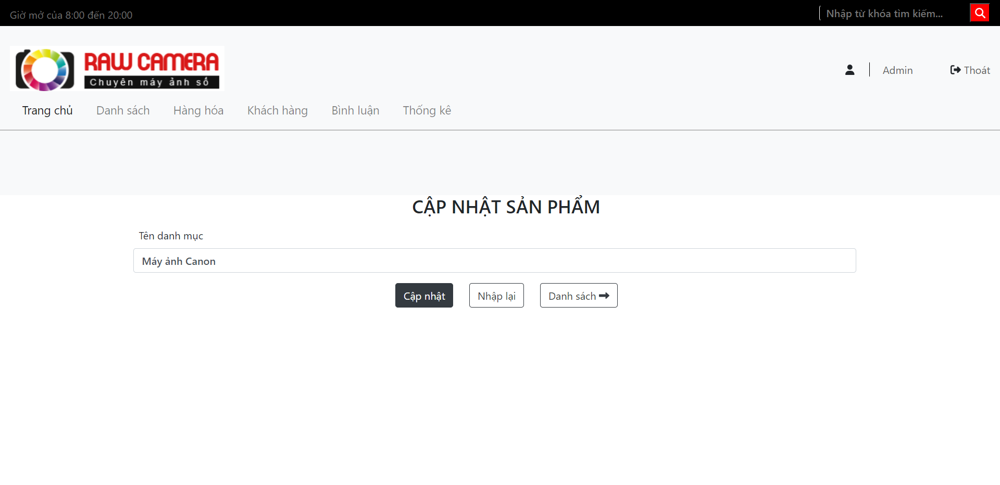 Giờ mở của 8:00 đến 20:00
Nhập từ khóa tìm kiếm...
RAW CAMERA
Chuyên máy ảnh số
Admin
Thoát
Trang chủ Danh sách Hàng hóa Khách hàng Bình luận Thống kê
CẬP NHẬT SẢN PHẨM
Tên danh mục
Máy ảnh Canon
Cập nhật Nhập lại Danh sách